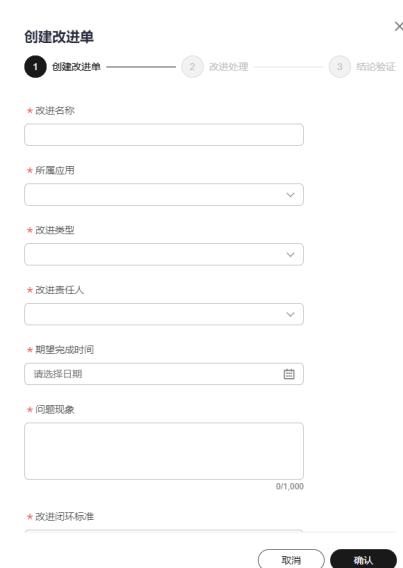 创建改进单
1 创建改进单 2 改进处理 3 结论验证
* 改进名称
* 所属应用
* 改进类型
* 改进责任人
* 期望完成时间
请选择日期
* 问题现象
0/1,000
* 改进闭环标准
取消 确认